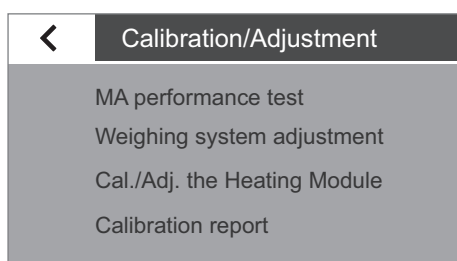 Calibration/Adjustment
MA performance test
Weighing system adjustment
Cal./Adj. the Heating Module
Calibration report